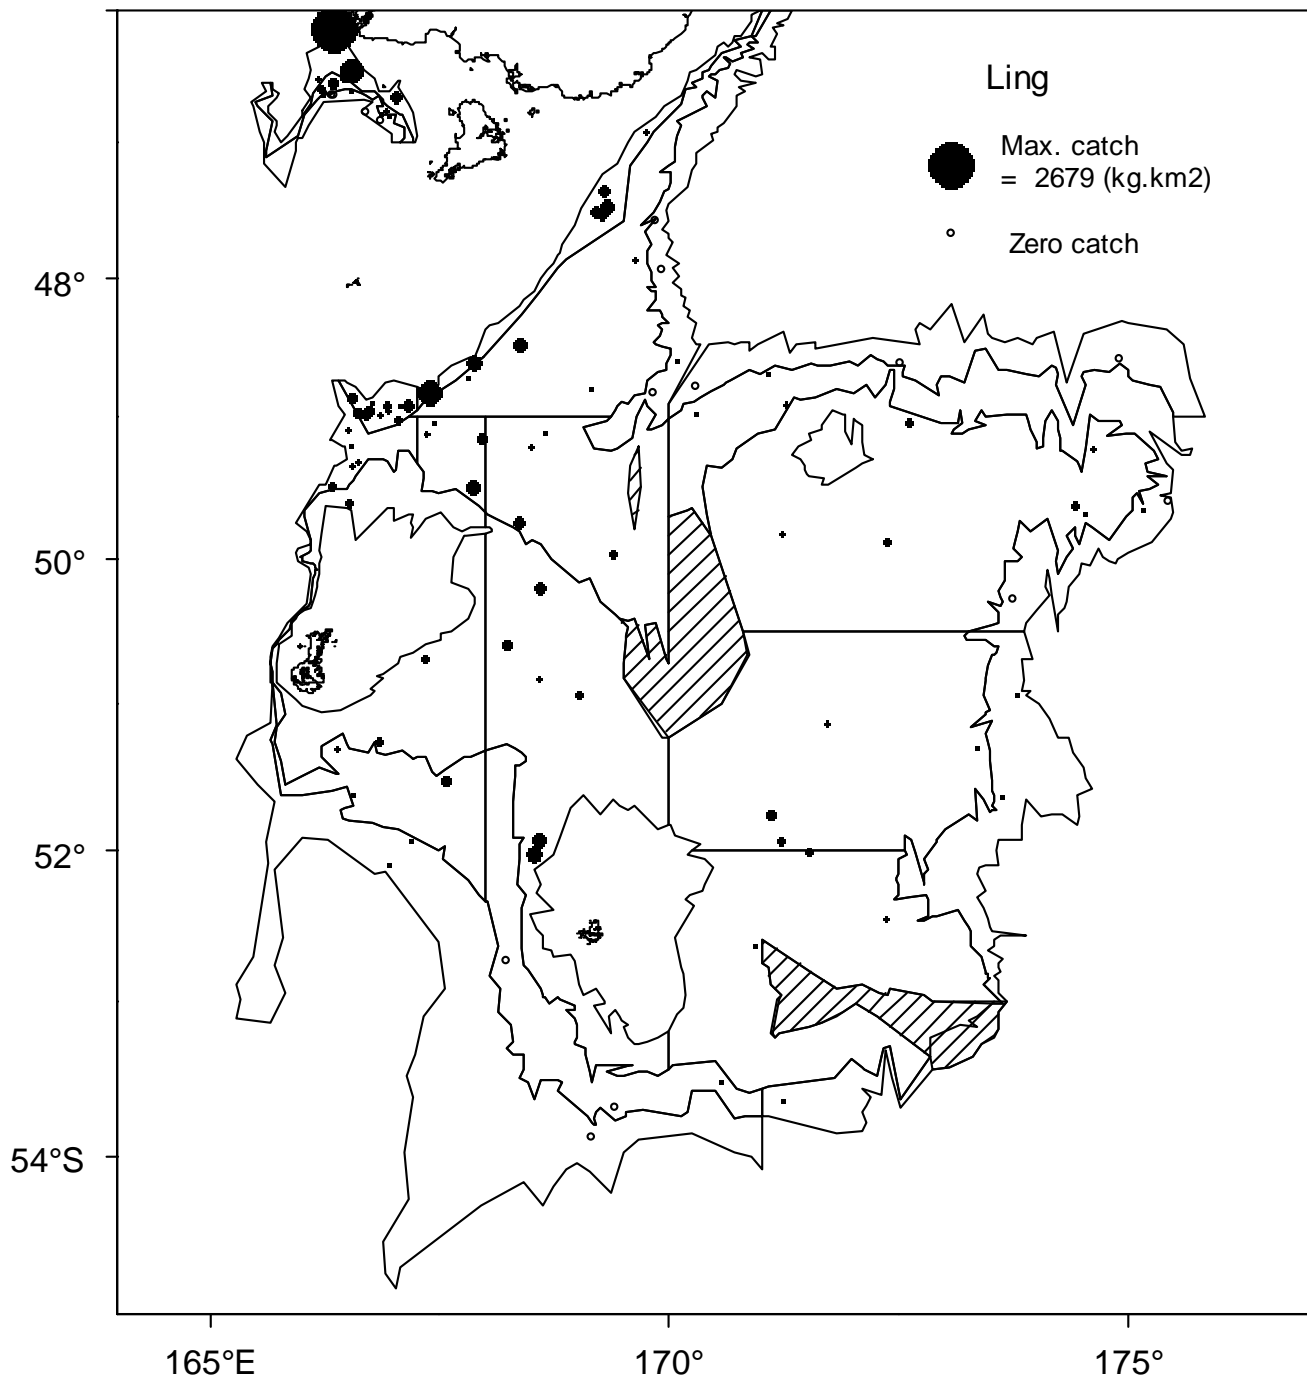 Ling
Max. catch
= 2679 (kg.km2)
Zero catch
48°
50°
52°
54°S
165°E
170°
175°